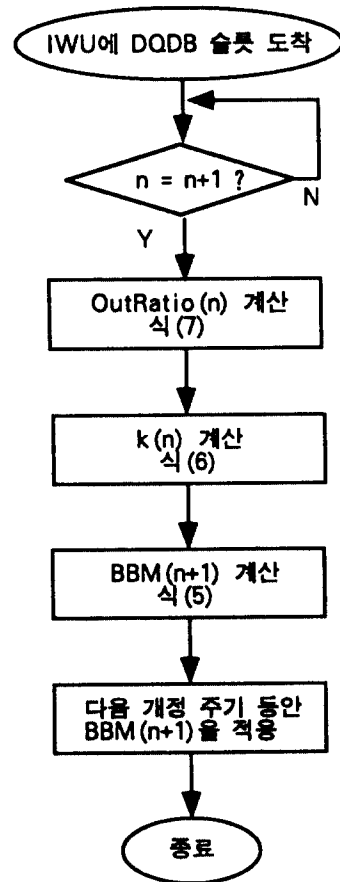 IWU에 DQDB 슬롯 도착
n = n+1 ?
N
Y
OutRatio(n) 계산
식(7)
k(n) 계산
식(6)
BBM(n+1) 계산
식(5)
다음 개정 주기 동안
BBM(n+1)을 적용
종료